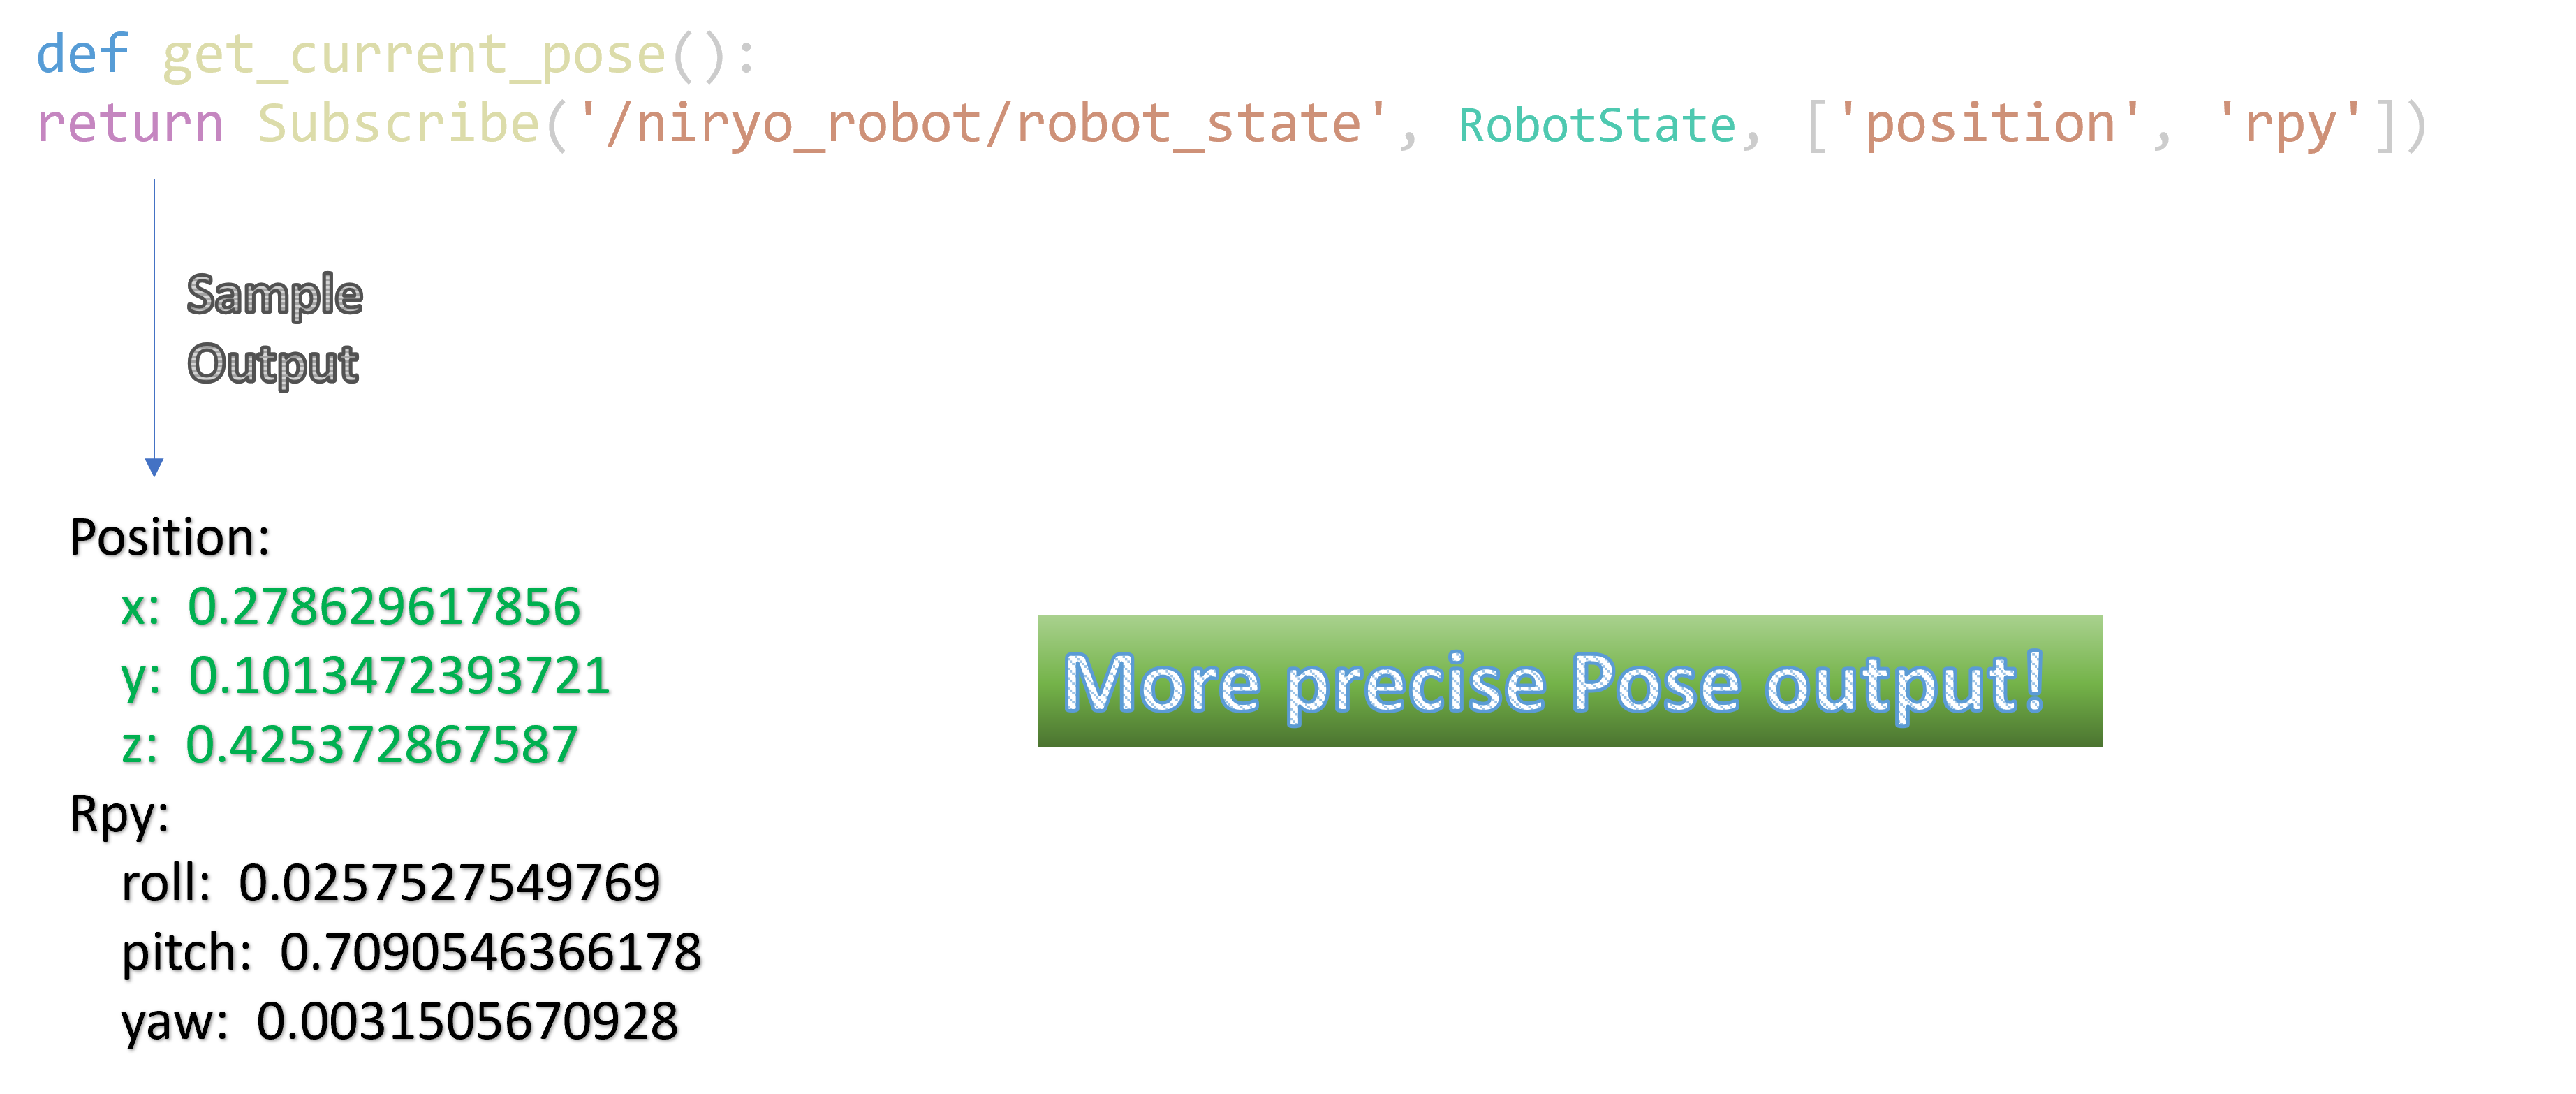 def get_current_pose():
return Subscribe('/niryo_robot/robot_state', RobotState, ['position', 'rpy'])
Sample
Output
Position:
x: 0.278629617856
y: 0.1013472393721
z: 0.425372867587
More precise Pose output!
Rpy:
roll: 0.0257527549769
pitch: 0.7090546366178
yaw: 0.0031505670928